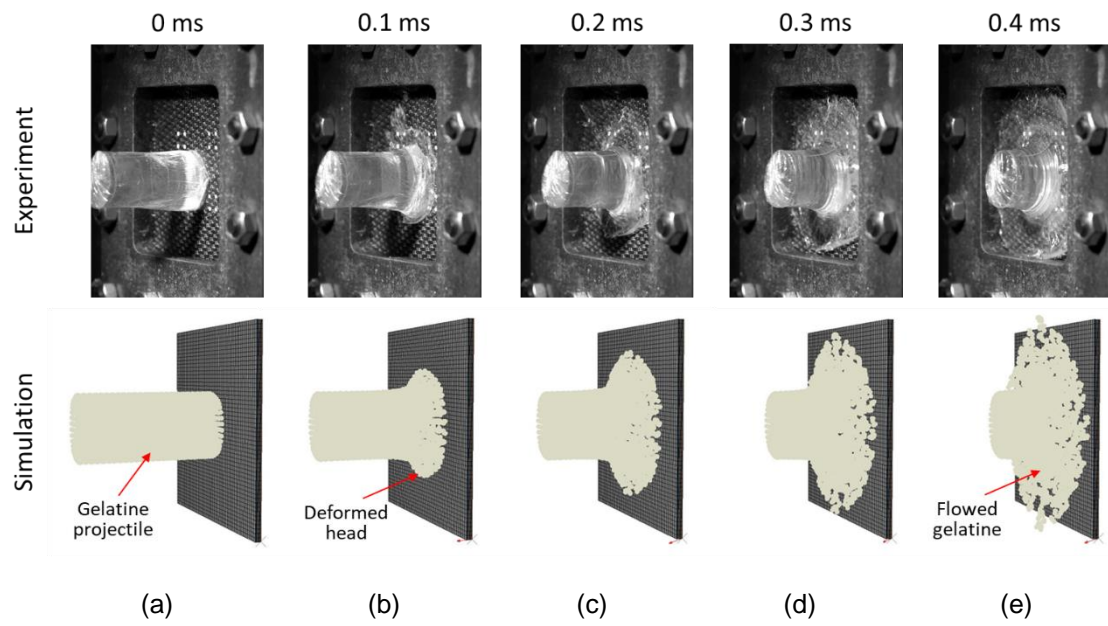 0 ms
0.1 ms
0.2 ms
0.3 ms
0.4 ms
Experiment
Simulation
Gelatine
projectile
Deformed
head
Flowed
gelatine
(a)
(b)
(c)
(d)
(e)